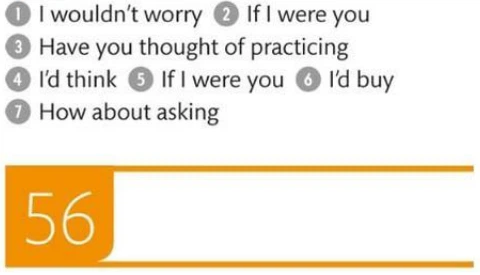 1 I wouldn't worry 2 If I were you
3 Have you thought of practicing
4 I'd think 5 If I were you 6 I'd buy
7 How about asking
56